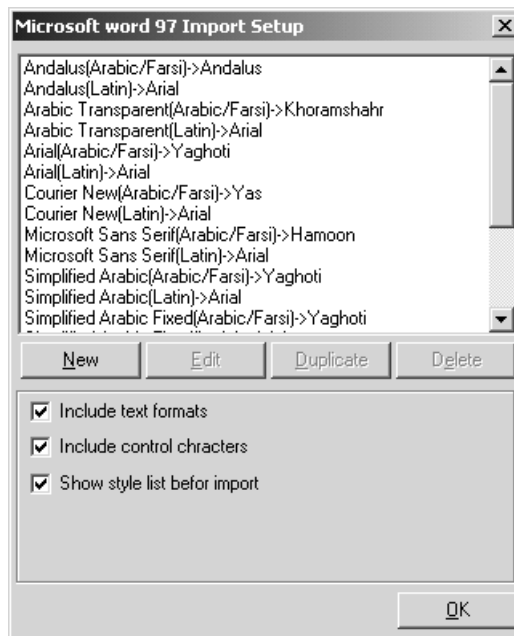 Microsoft word 97 Import Setup
Andalus(Arabic/Farsi)->Andalus
Andalus(Latin)->Arial
Arabic Transparent(Arabic/Farsi)->Khoramshahr
Arabic Transparent(Latin)->Arial
Arial(Arabic/Farsi)->Yaghoti
Arial(Latin)->Arial
Courier New(Arabic/Farsi)->Yas
Courier New(Latin)->Arial
Microsoft Sans Serif(Arabic/Farsi)->Hamoon
Microsoft Sans Serif(Latin)->Arial
Simplified Arabic(Arabic/Farsi)->Yaghoti
Simplified Arabic(Latin)->Arial
Simplified Arabic Fixed(Arabic/Farsi)->Yaghoti
New Edit Duplicate Delete
Include text formats
Include control chracters
Show style list befor import
OK